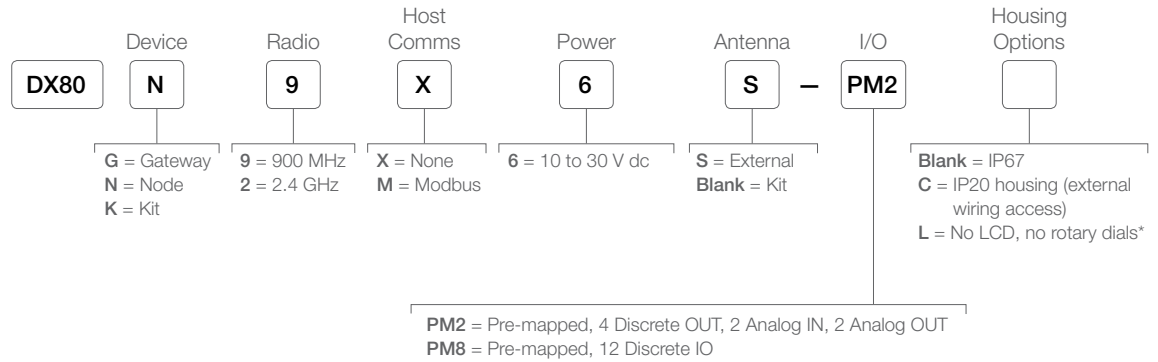 Device
Radio
Host
Comms
Power
Antenna
I/O
Housing
Options
DX80
N
9
X
6
S
–
PM2
G = Gateway
N = Node
K = Kit
9 = 900 MHz
2 = 2.4 GHz
X = None
M = Modbus
6 = 10 to 30 V dc
S = External
Blank = Kit
Blank = IP67
C = IP20 housing (external
wiring access)
L = No LCD, no rotary dials*
PM2 = Pre-mapped, 4 Discrete OUT, 2 Analog IN, 2 Analog OUT
PM8 = Pre-mapped, 12 Discrete IO